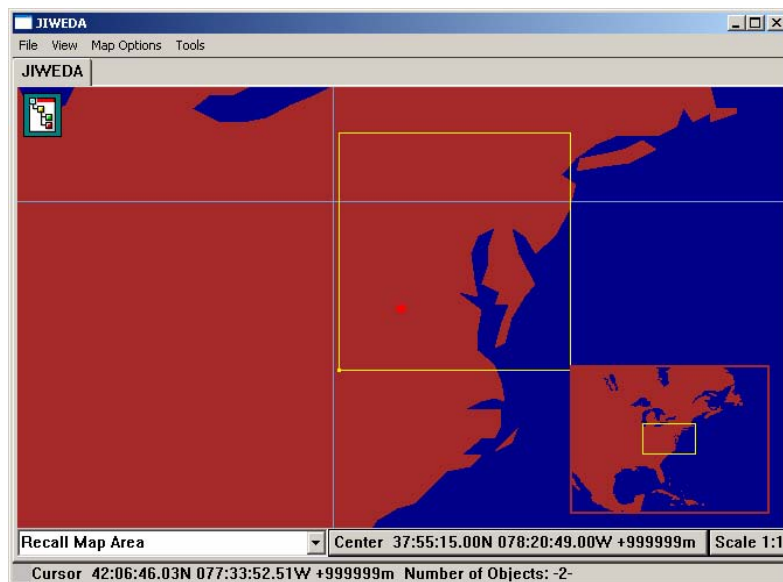 JIWEDA
File View Map Options Tools
JIWEDA
Recall Map Area Center 37:55:15.00N 078:20:49.00W +999999m Scale 1:1
Cursor 42:06:46.03N 077:33:52.51W +999999m Number of Objects: -2-